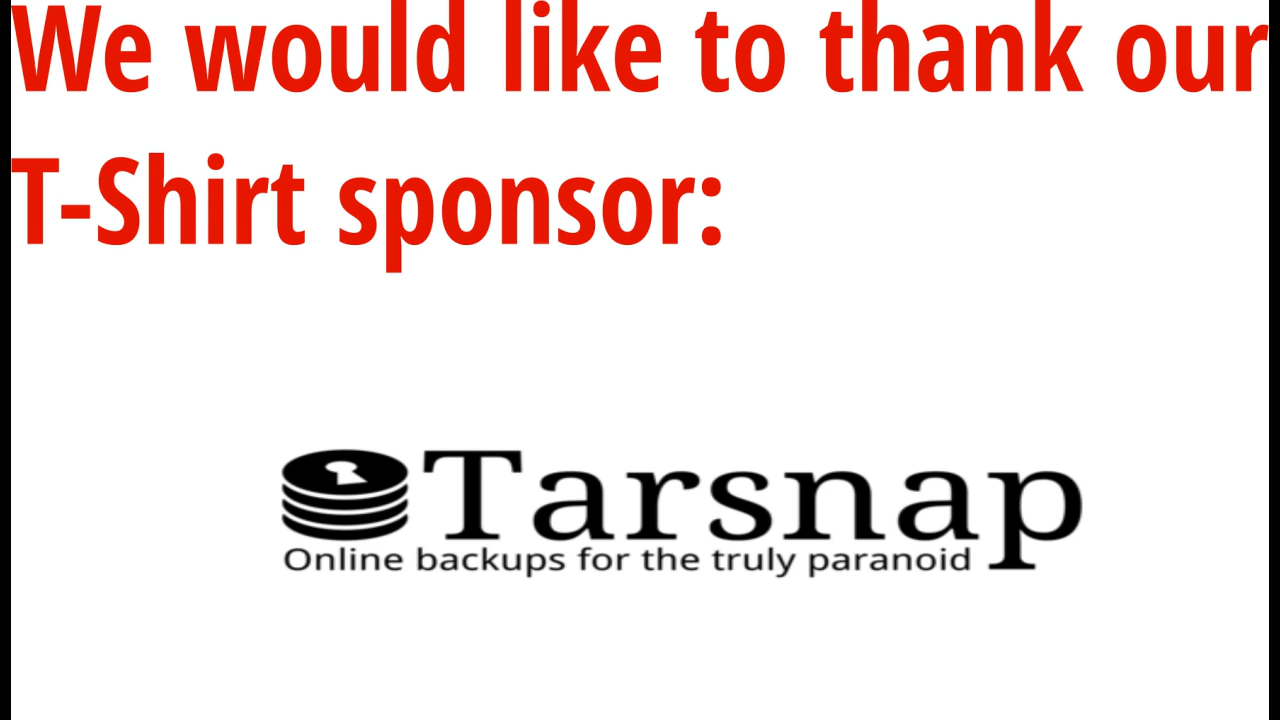 We would like to thank our
T-Shirt sponsor:
Tarsnap
Online backups for the truly paranoid